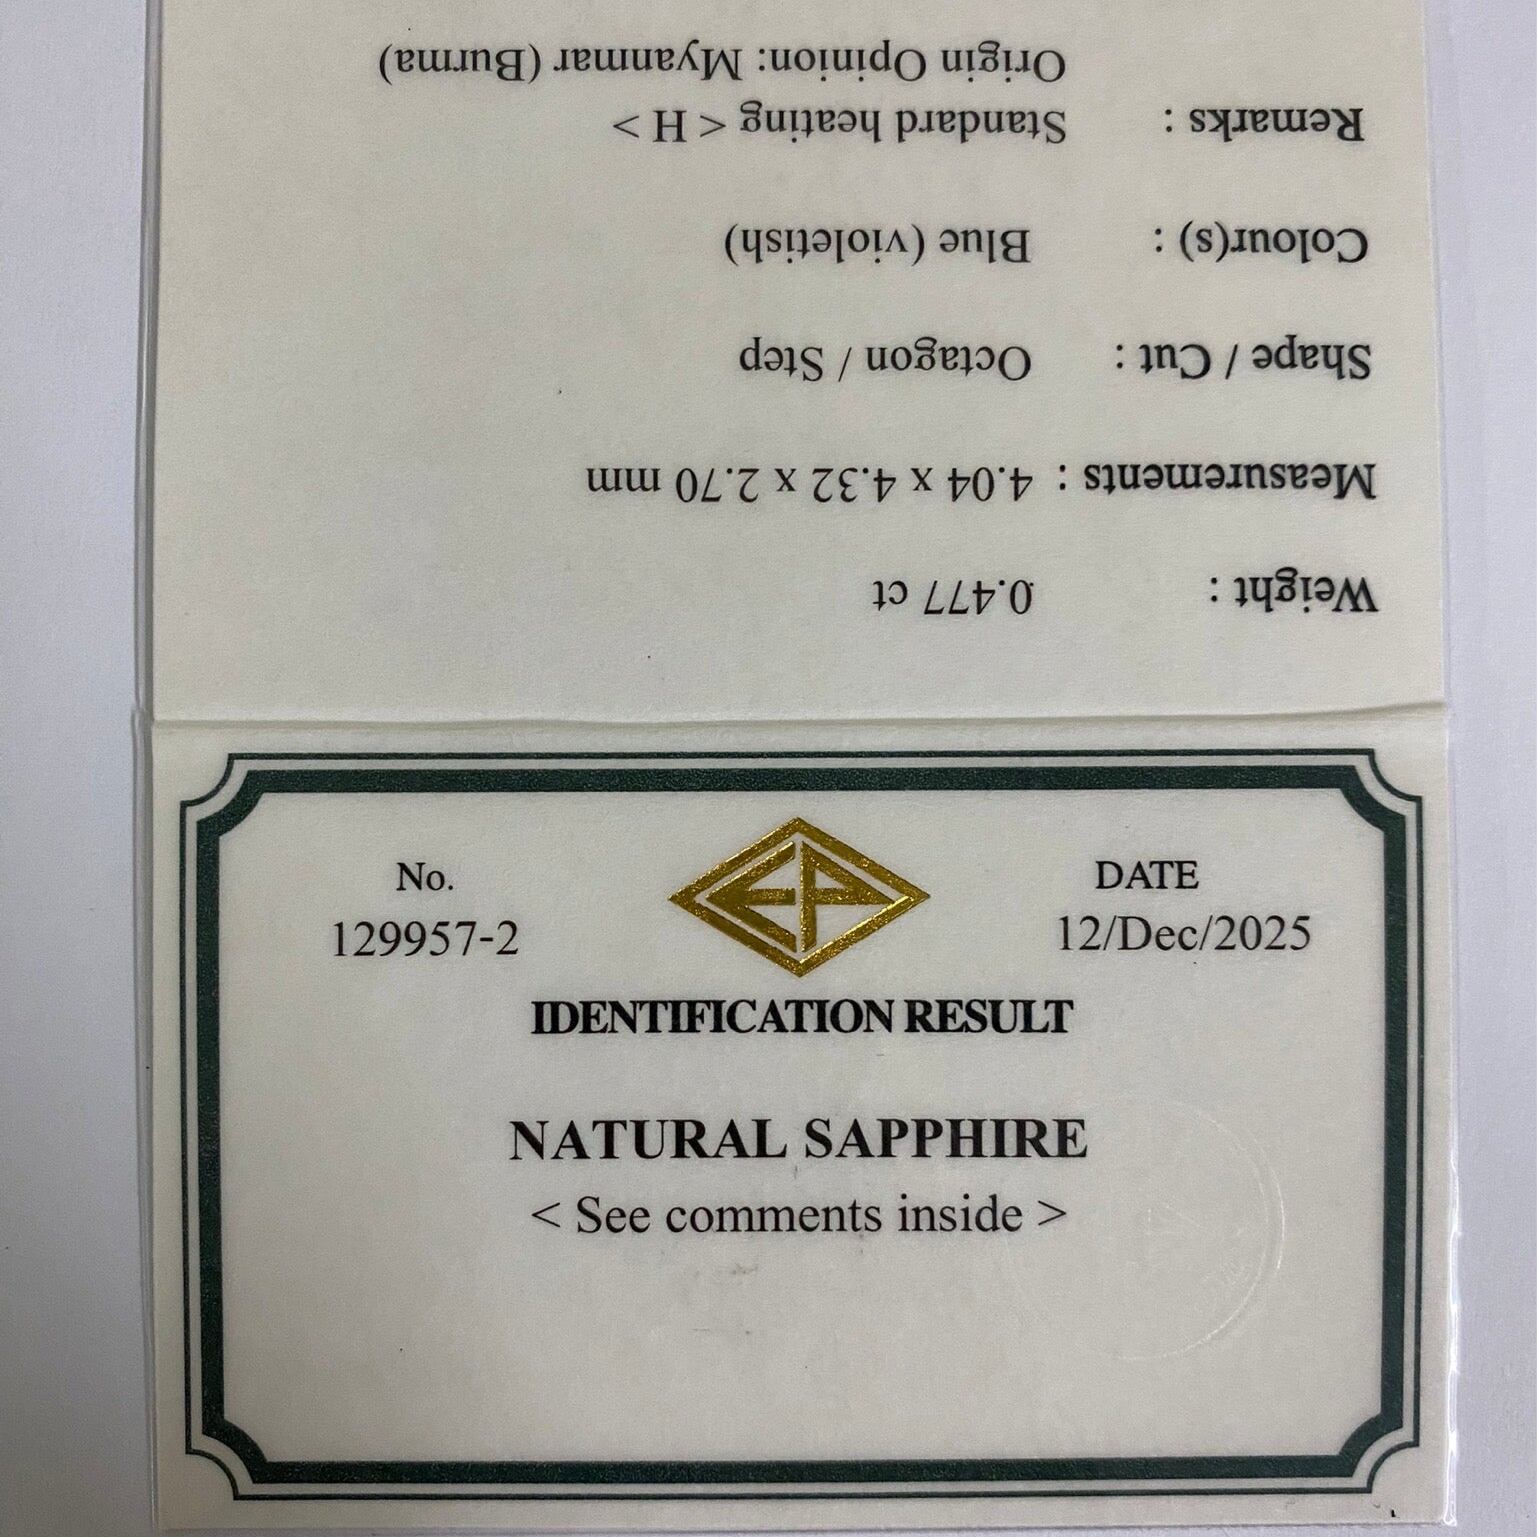 No.
129957-2
EP
DATE
12/Dec/2025
IDENTIFICATION RESULT
NATURAL SAPPHIRE
< See comments inside >
Weight : 0.477 ct
Measurements : 4.04 x 4.32 x 2.70 mm
Shape / Cut : Octagon / Step
Colour(s) : Blue (violetish)
Remarks : Standard heating < H >
Origin Opinion: Myanmar (Burma)